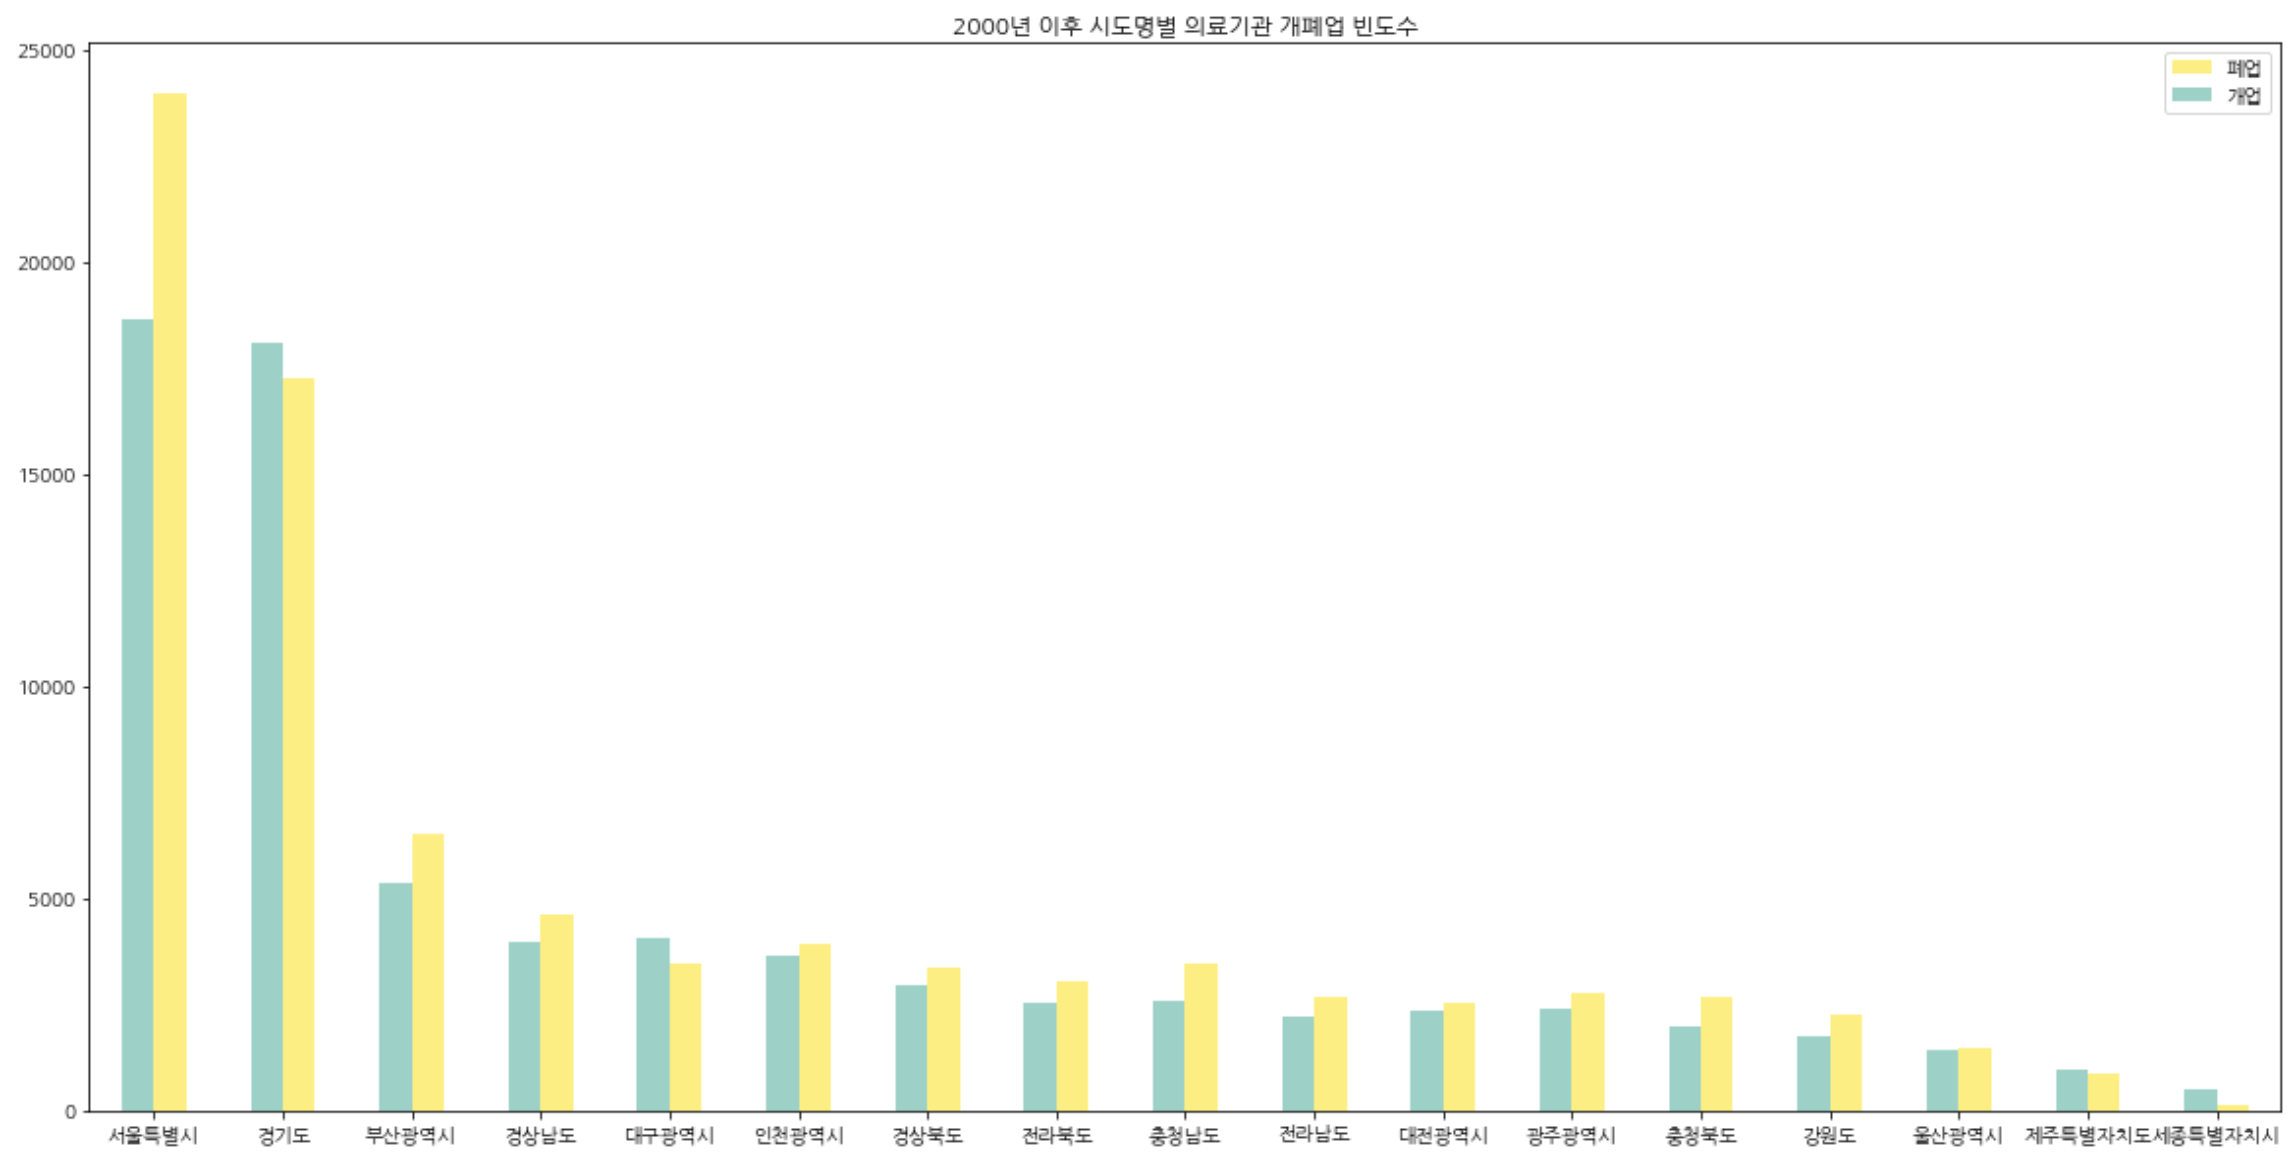 2000년 이후 시도명별 의료기관 개폐업 빈도수
폐업
개업
25000
20000
15000
10000
5000
0
서울특별시 경기도 부산광역시 경상남도 대구광역시 인천광역시 경상북도 전라북도 충청남도 전라남도 대전광역시 광주광역시 충청북도 강원도 울산광역시 제주특별자치도 세종특별자치시